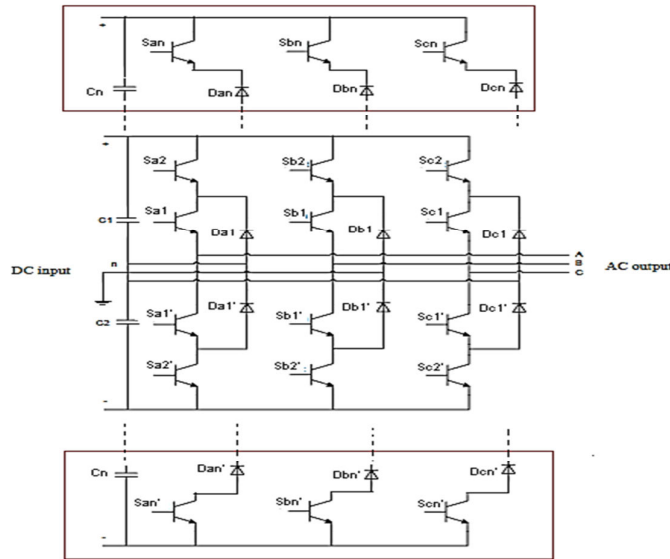 +
San Sbn Scn
Cn Dan Dbn Dcn
+
Sa2 Sb2 Sc2
C1 Sa1 Da1 Sb1 Db1 Sc1 Dc1
A
DC input n B AC output
C
C2 Sa1' Da1' Sb1' Db1' Sc1' Dc1'
Sa2' Sb2' Sc2'
-
Cn Dan' Dbn' Dcn'
San' Sbn' Scn'
-